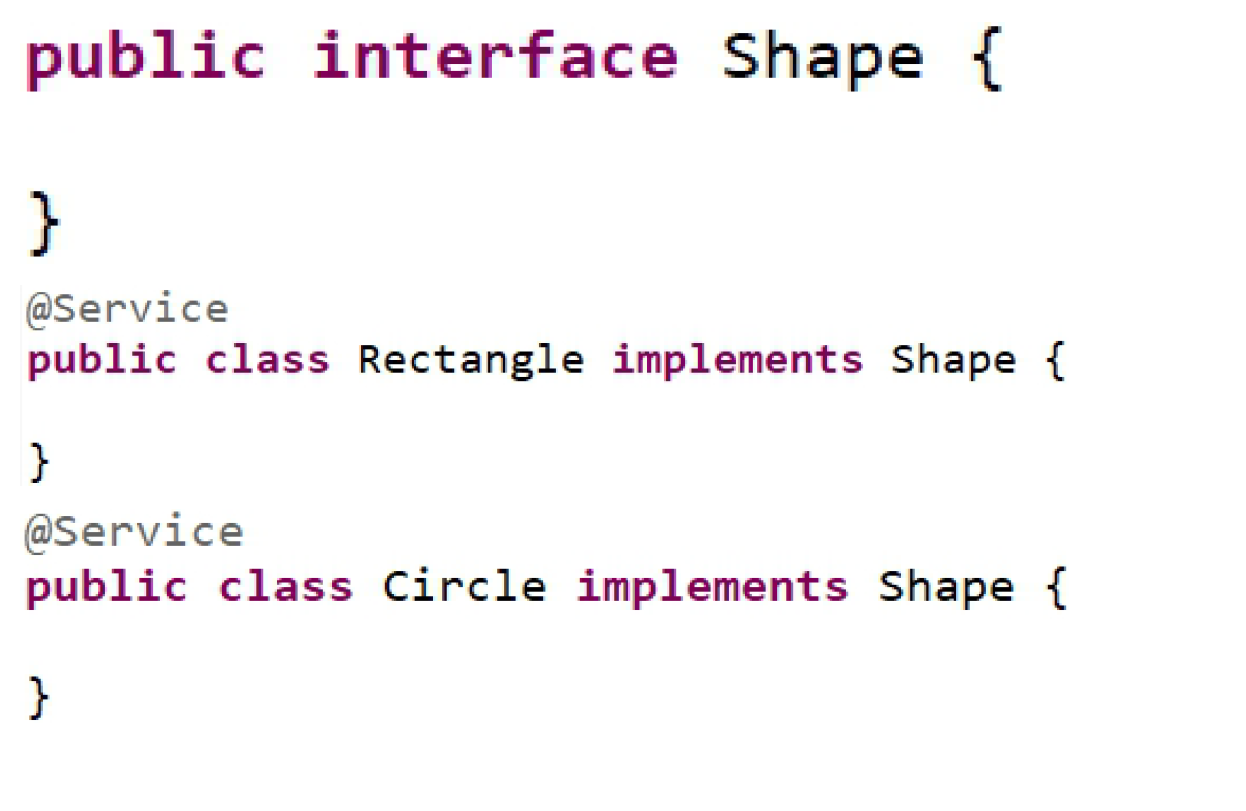 public interface Shape {
}
@Service
public class Rectangle implements Shape {
}
@Service
public class Circle implements Shape {
}